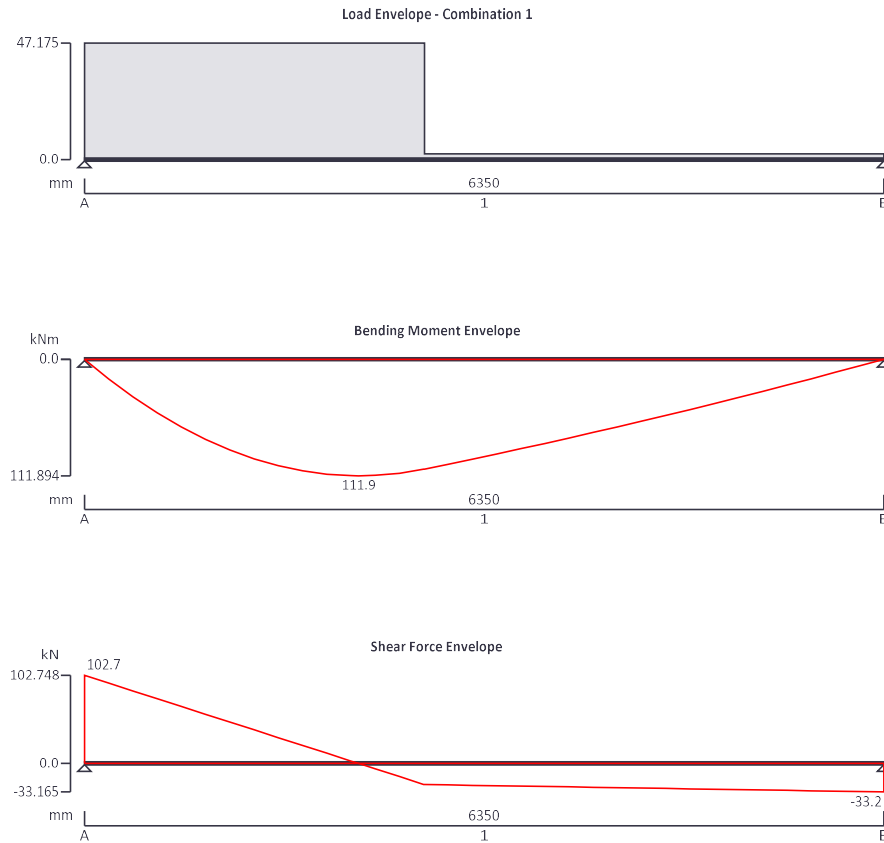 Load Envelope - Combination 1
47.175
0.0
mm
6350
A
1
Bending Moment Envelope
kNm
0.0
111.894
111.9
mm
6350
A
1
Shear Force Envelope
kN
102.7
102.748
0.0
-33.165
-33.2
mm
6350
A
1